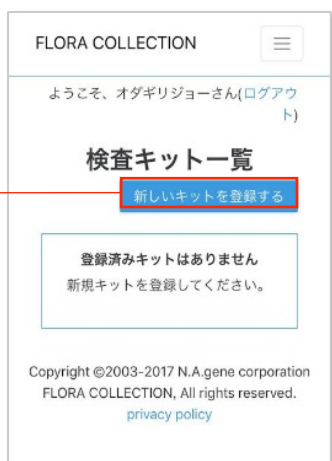 FLORA COLLECTION
ようこそ、オダギリジョーさん(ログアウ
ト)
検査キット一覧
新しいキットを登録する
登録済みキットはありません
新規キットを登録してください。
Copyright ©2003-2017 N.A.gene corporation
FLORA COLLECTION, All rights reserved.
privacy policy